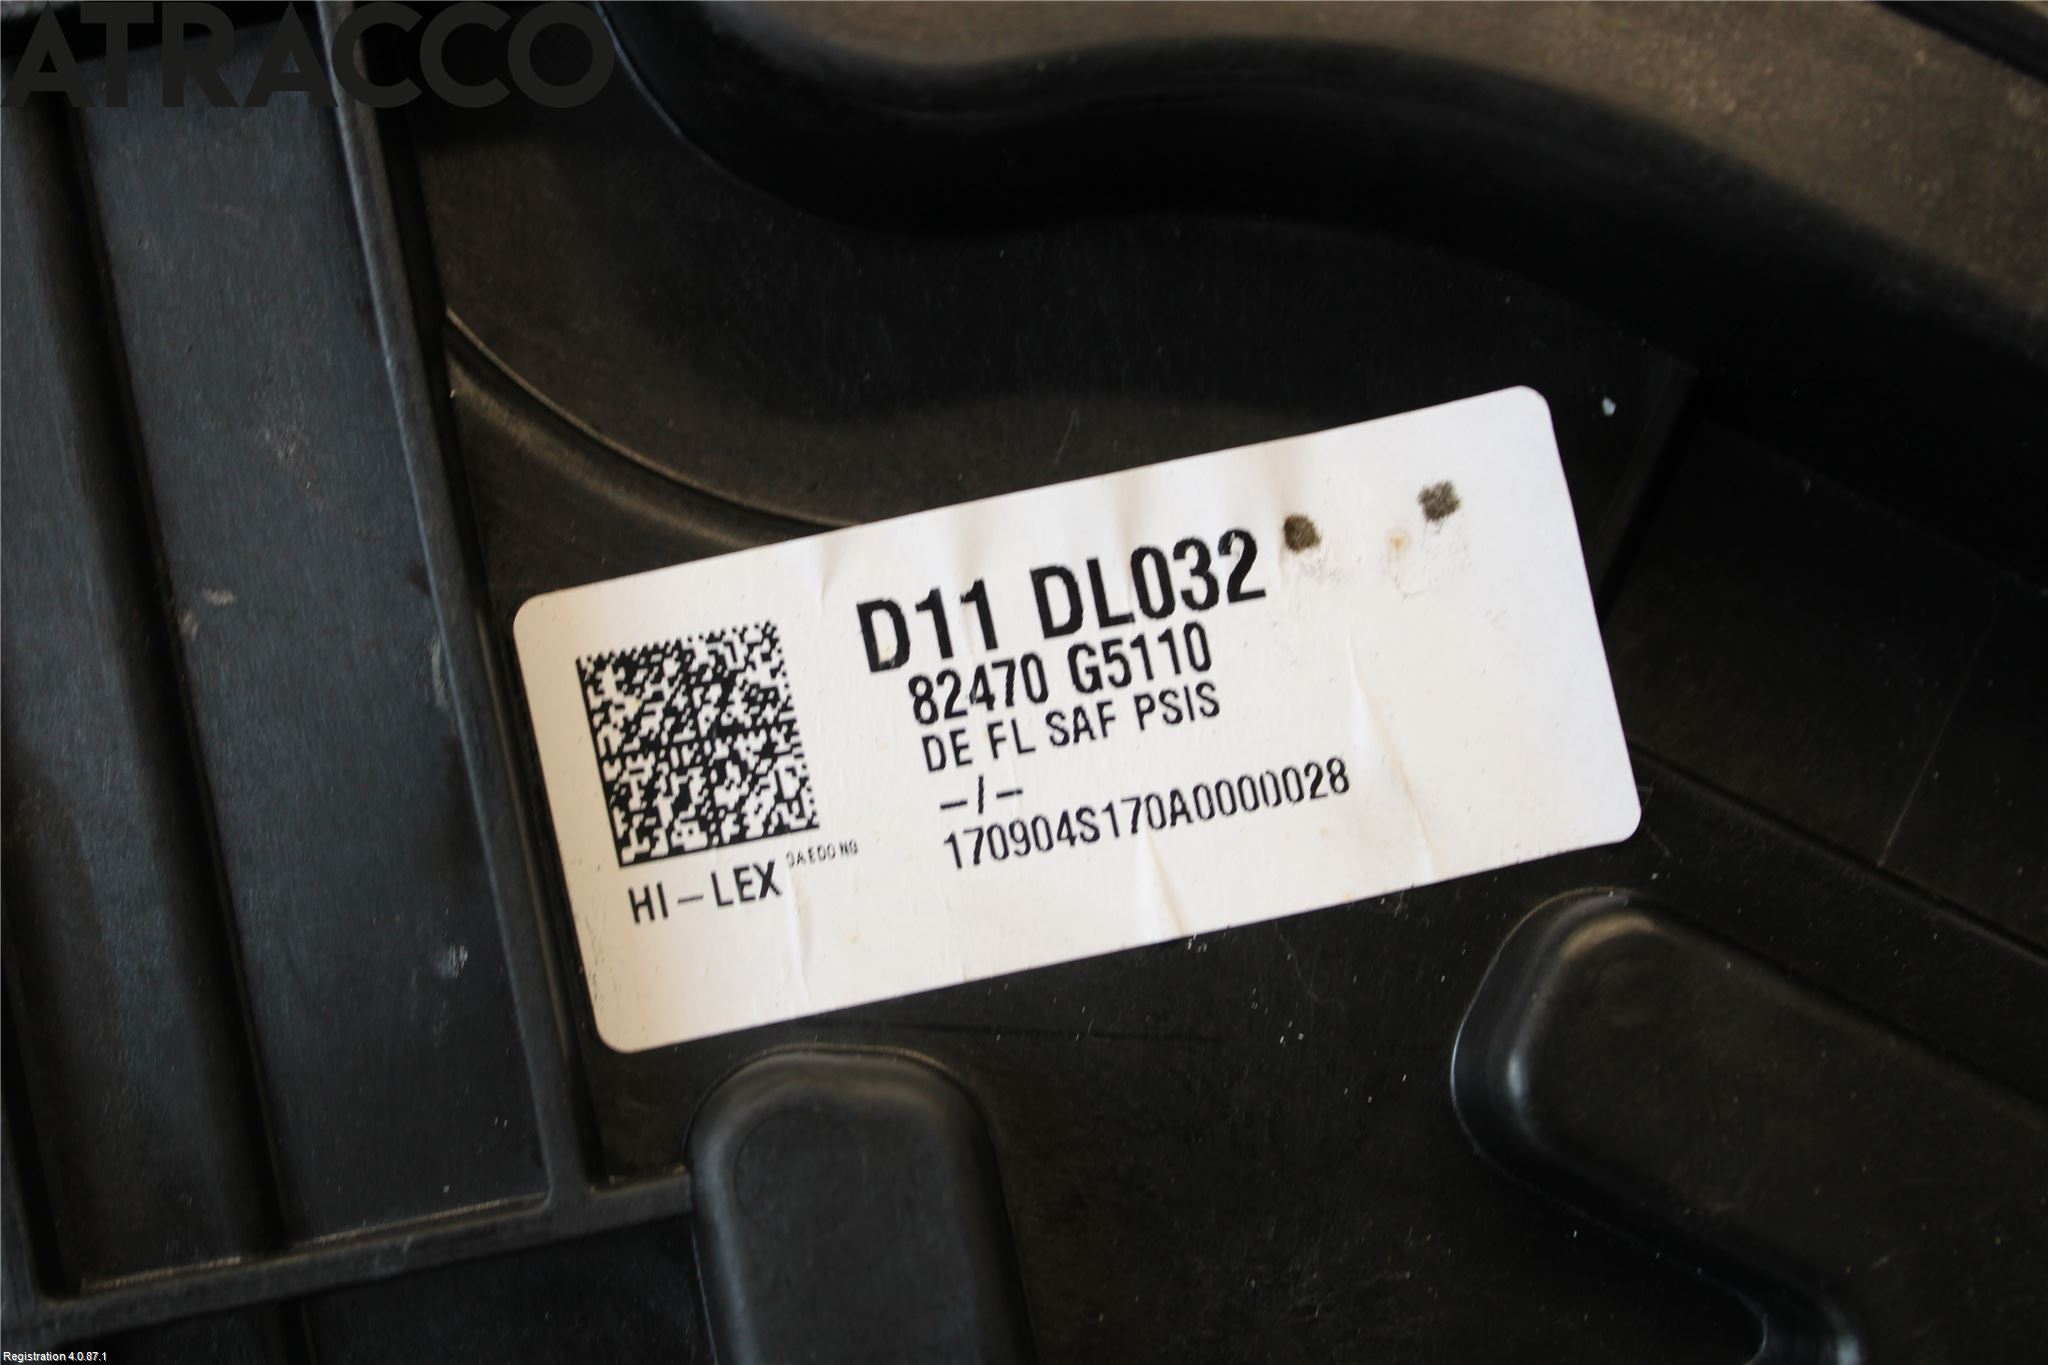 ATRACCO
D11 DL032
82470 G5110
DE FL SAF PSIS
–/–
170904S170A0000028
HI–LEX DAEDONG
Registration 4.0.87.1